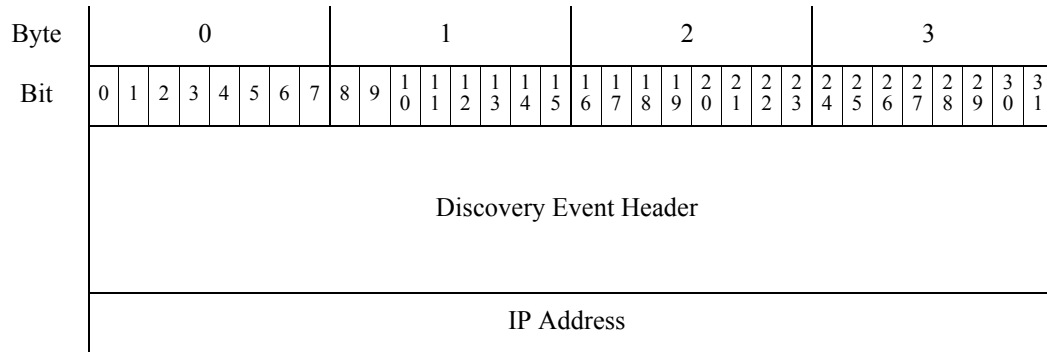 Byte 0 1 2 3
Bit 0 1 2 3 4 5 6 7 8 9 10 11 12 13 14 15 16 17 18 19 20 21 22 23 24 25 26 27 28 29 30 31
Discovery Event Header
IP Address